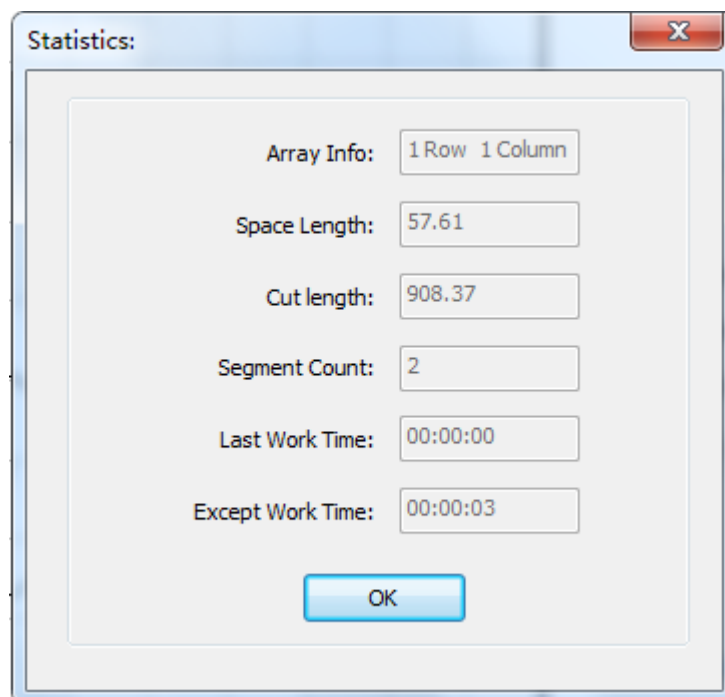 Statistics:
Array Info: 1 Row 1 Column
Space Length: 57.61
Cut length: 908.37
Segment Count: 2
Last Work Time: 00:00:00
Except Work Time: 00:00:03
OK